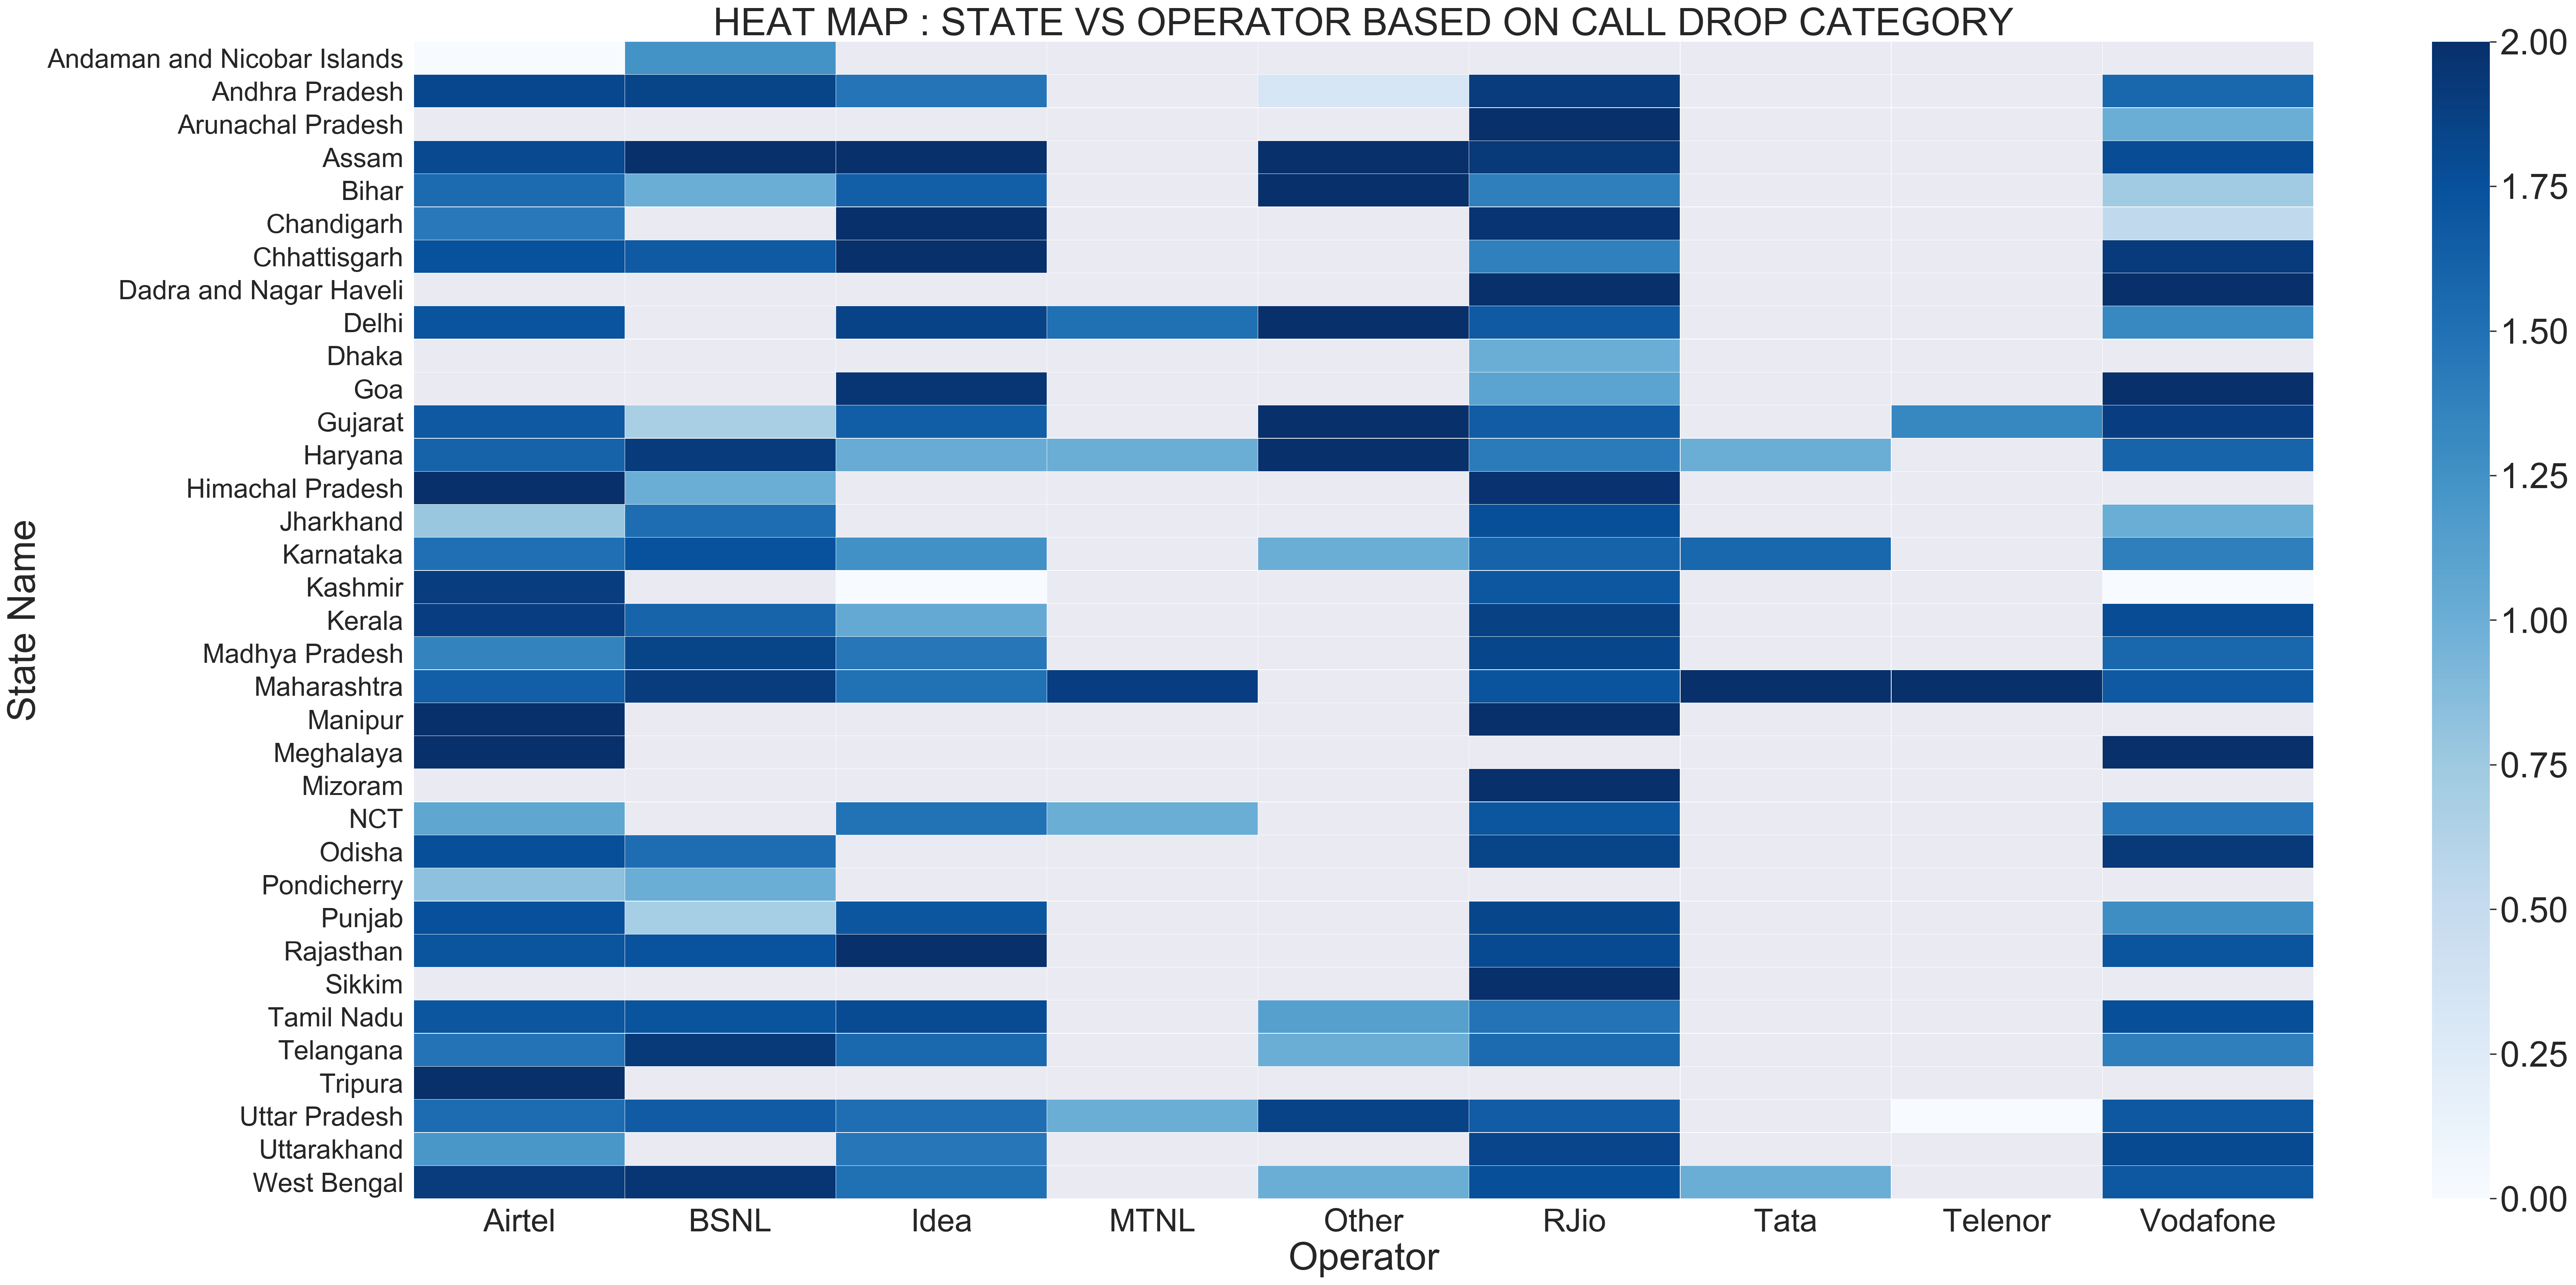 HEAT MAP : STATE VS OPERATOR BASED ON CALL DROP CATEGORY
State Name
Andaman and Nicobar Islands
Andhra Pradesh
Arunachal Pradesh
Assam
Bihar
Chandigarh
Chhattisgarh
Dadra and Nagar Haveli
Delhi
Dhaka
Goa
Gujarat
Haryana
Himachal Pradesh
Jharkhand
Karnataka
Kashmir
Kerala
Madhya Pradesh
Maharashtra
Manipur
Meghalaya
Mizoram
NCT
Odisha
Pondicherry
Punjab
Rajasthan
Sikkim
Tamil Nadu
Telangana
Tripura
Uttar Pradesh
Uttarakhand
West Bengal
Airtel BSNL Idea MTNL Other RJio Tata Telenor Vodafone
Operator
2.00
1.75
1.50
1.25
1.00
0.75
0.50
0.25
0.00